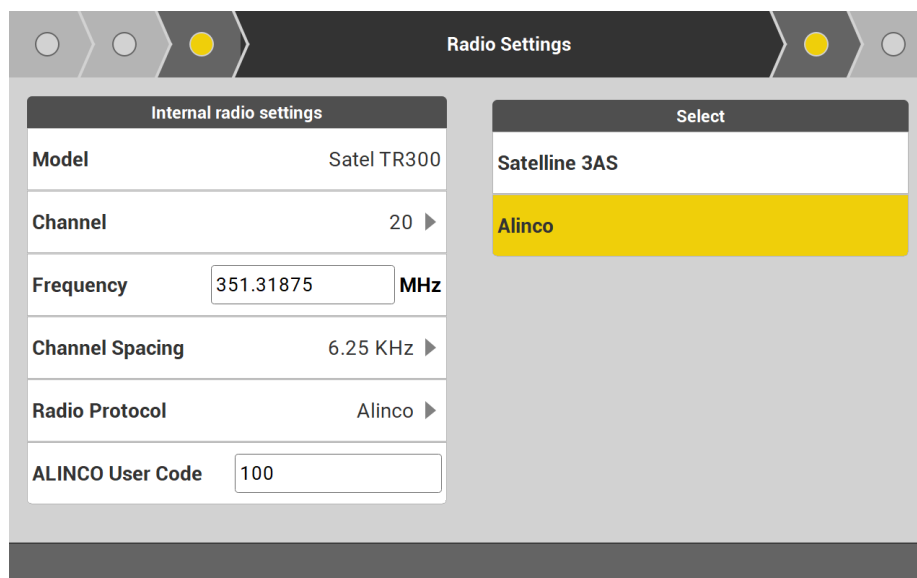 Radio Settings
Internal radio settings
Model Satel TR300
Channel 20
Frequency 351.31875 MHz
Channel Spacing 6.25 KHz
Radio Protocol Alinco
ALINCO User Code 100
Select
Satelline 3AS
Alinco